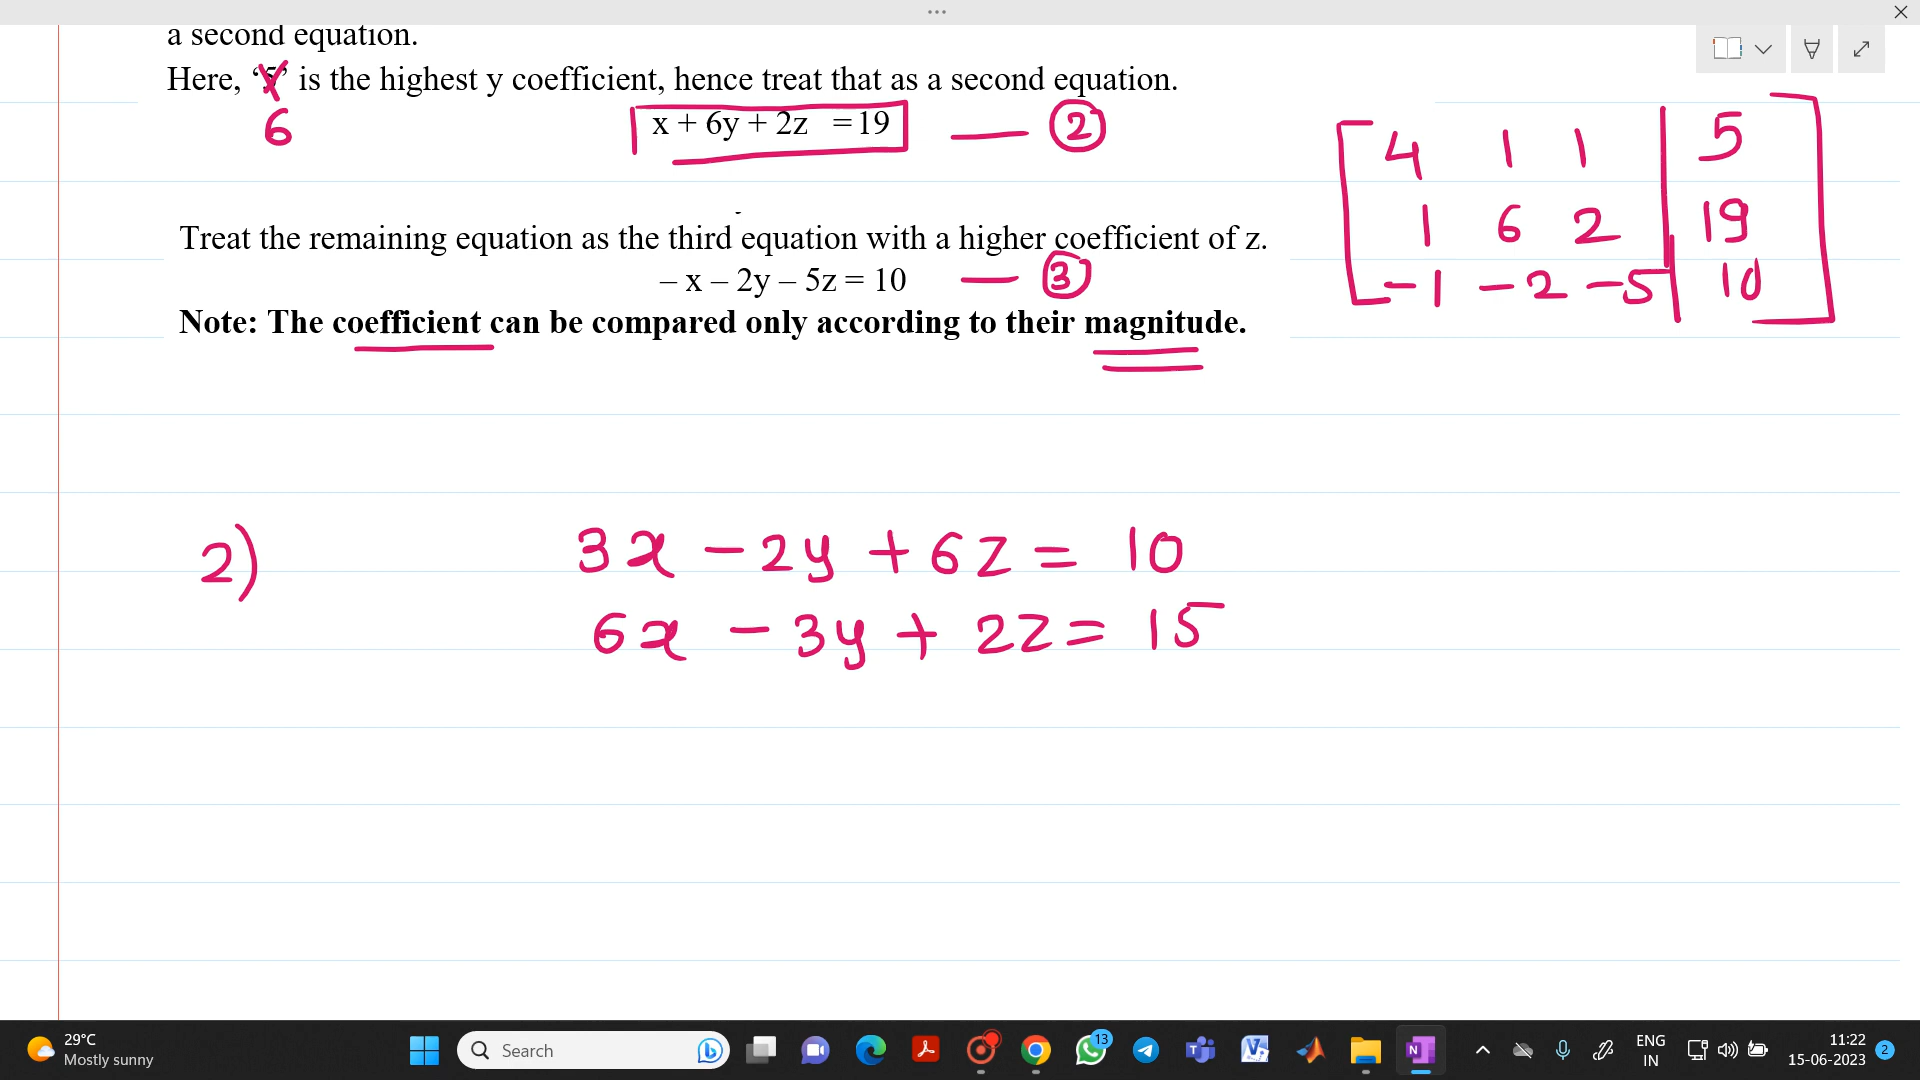 a second equation.
Here, ‘5’ is the highest y coefficient, hence treat that as a second equation.
6
x + 6y + 2z = 19 — 2
4 1 1 | 5
1 6 2 | 19
-1 -2 -5 | 10
Treat the remaining equation as the third equation with a higher coefficient of z.
– x – 2y – 5z = 10 — 3
Note: The coefficient can be compared only according to their magnitude.
2) 3x - 2y + 6z = 10
6x - 3y + 2z = 15
29°C
Mostly sunny
Search
13
ENG
IN
11:22
15-06-2023
2